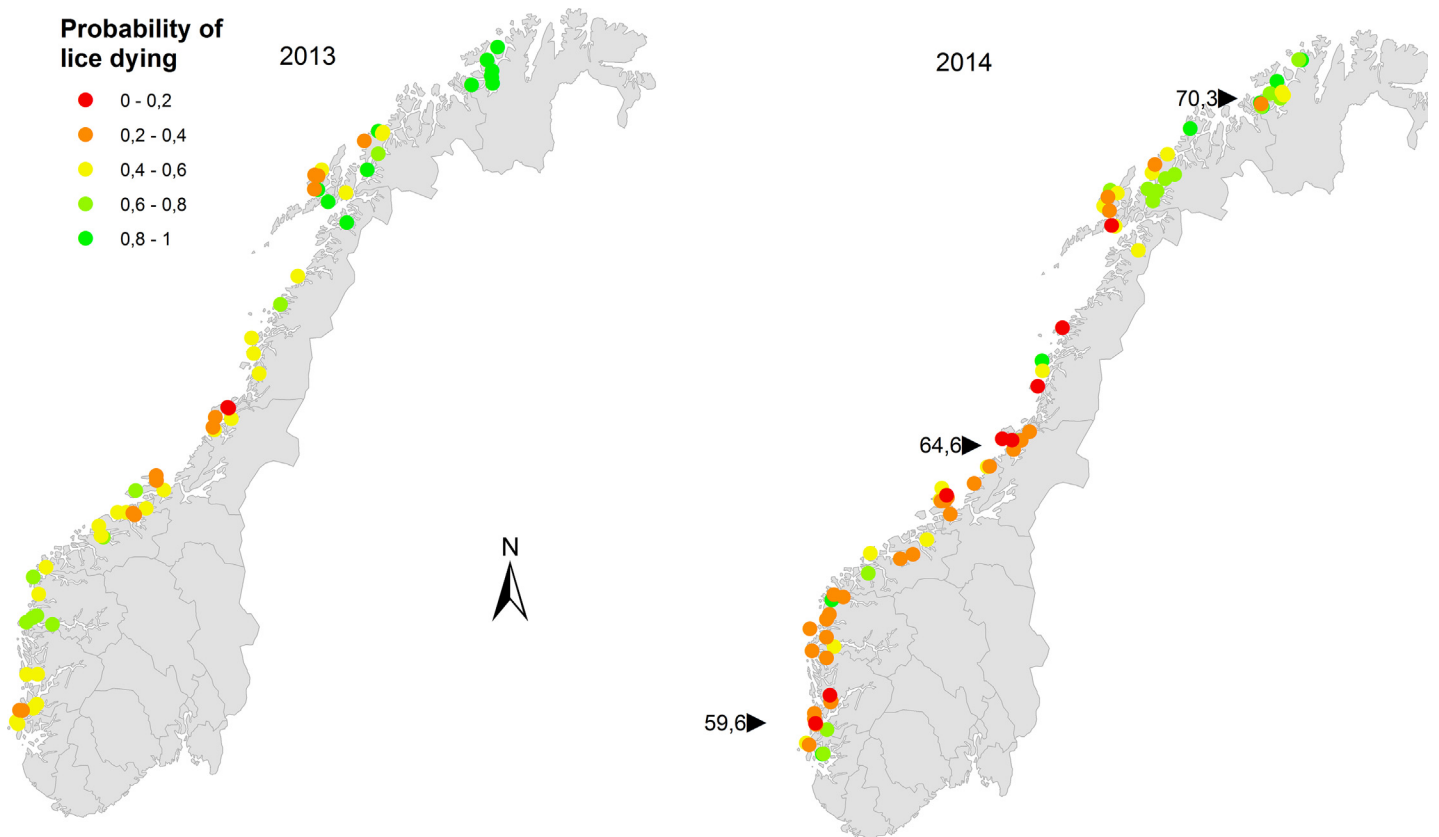 Probability of
lice dying
0 - 0,2
0,2 - 0,4
0,4 - 0,6
0,6 - 0,8
0,8 - 1
2013
N
2014
70,3
64,6
59,6